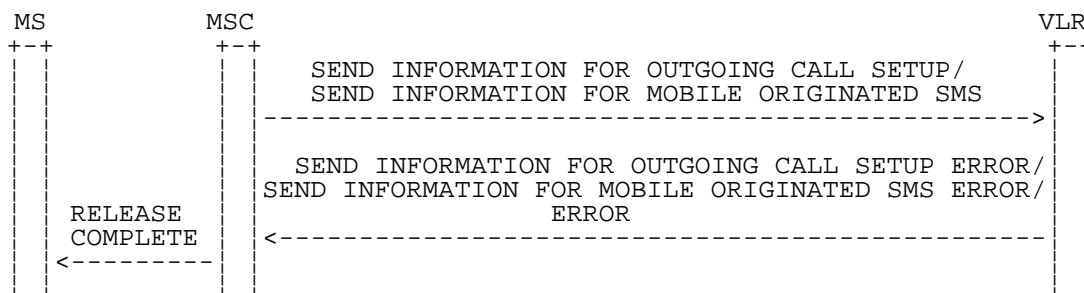 MS MSC VLR
SEND INFORMATION FOR OUTGOING CALL SETUP/
SEND INFORMATION FOR MOBILE ORIGINATED SMS
SEND INFORMATION FOR OUTGOING CALL SETUP ERROR/
SEND INFORMATION FOR MOBILE ORIGINATED SMS ERROR/
RELEASE ERROR
COMPLETE